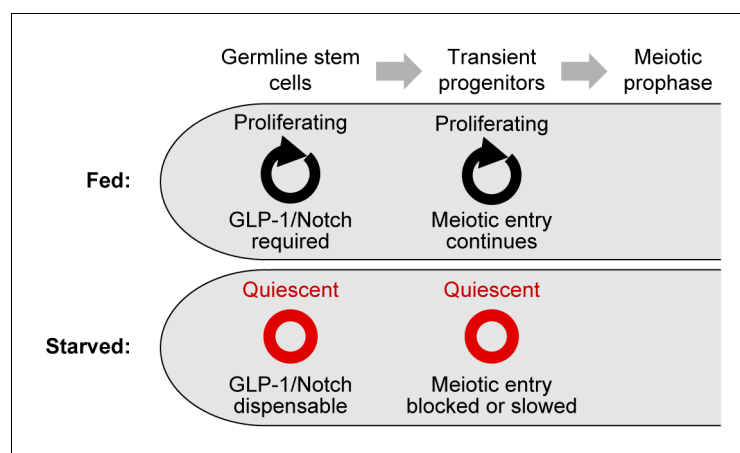 Germline stem
cells
Transient
progenitors
Meiotic
prophase
Fed:
Proliferating
GLP-1/Notch
required
Proliferating
Meiotic entry
continues
Starved:
Quiescent
GLP-1/Notch
dispensable
Quiescent
Meiotic entry
blocked or slowed